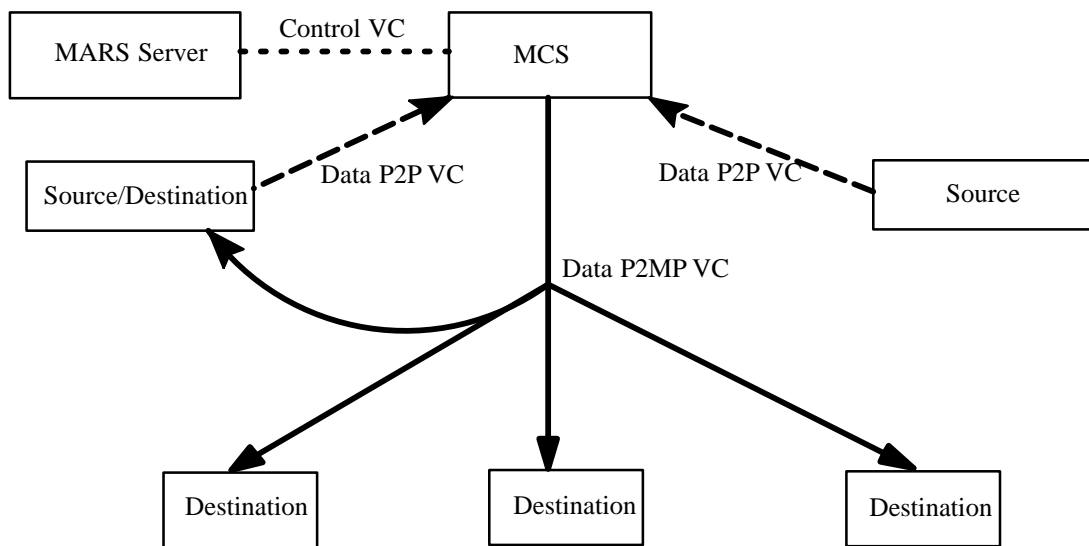 Control VC
MARS Server
MCS
Data P2P VC
Data P2P VC
Source/Destination
Source
Data P2MP VC
Destination
Destination
Destination